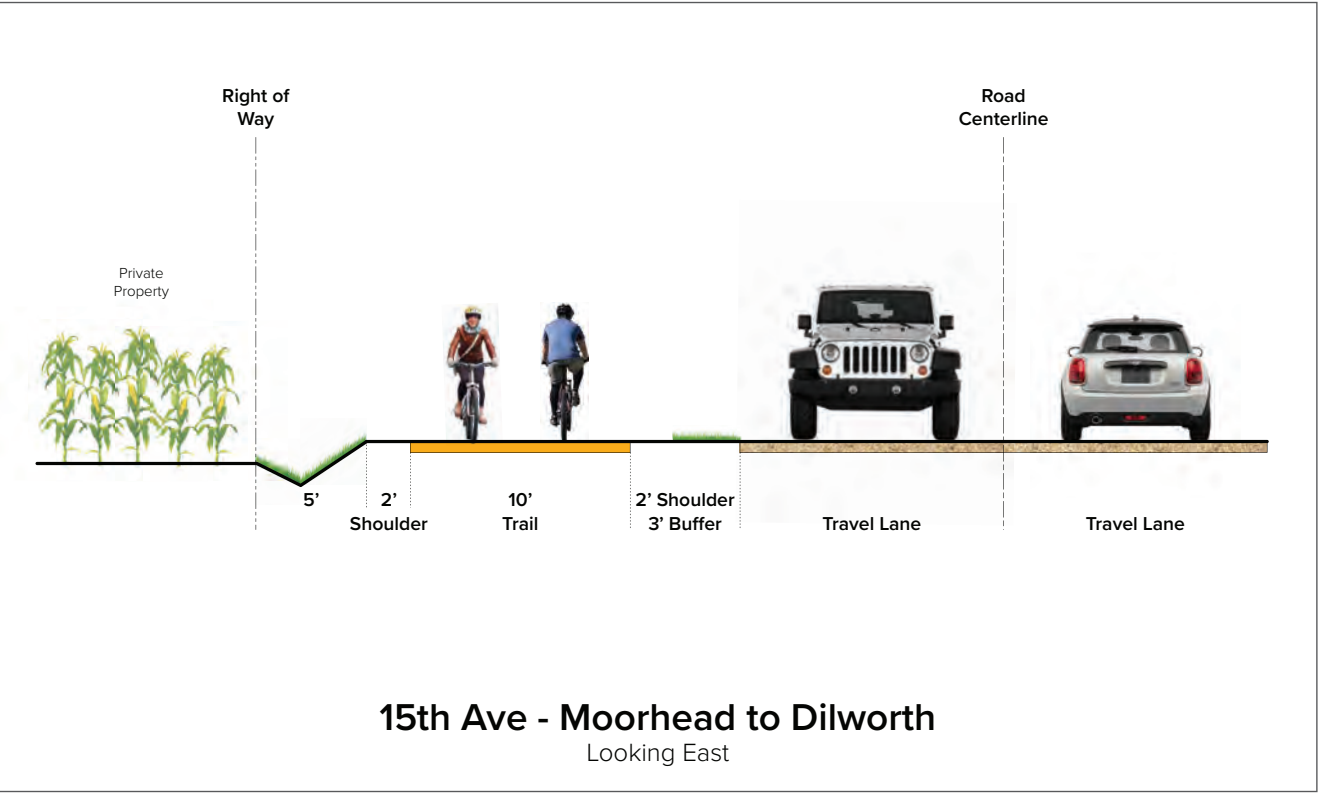 Right of
Way
Road
Centerline
Private
Property
5’
2’
Shoulder
10’
Trail
2’ Shoulder
3’ Buffer
Travel Lane
Travel Lane
15th Ave - Moorhead to Dilworth
Looking East